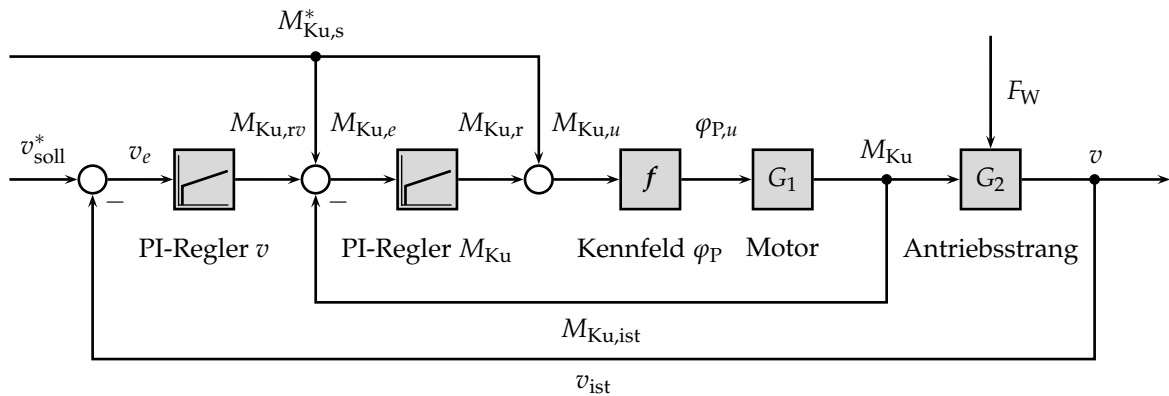 M*Ku,s
FW
v*soll
ve
MKu,rv
MKu,e
MKu,r
MKu,u
φP,u
MKu
v
−
−
f
G1
G2
PI-Regler v
PI-Regler MKu
Kennfeld φP
Motor
Antriebsstrang
MKu,ist
vist